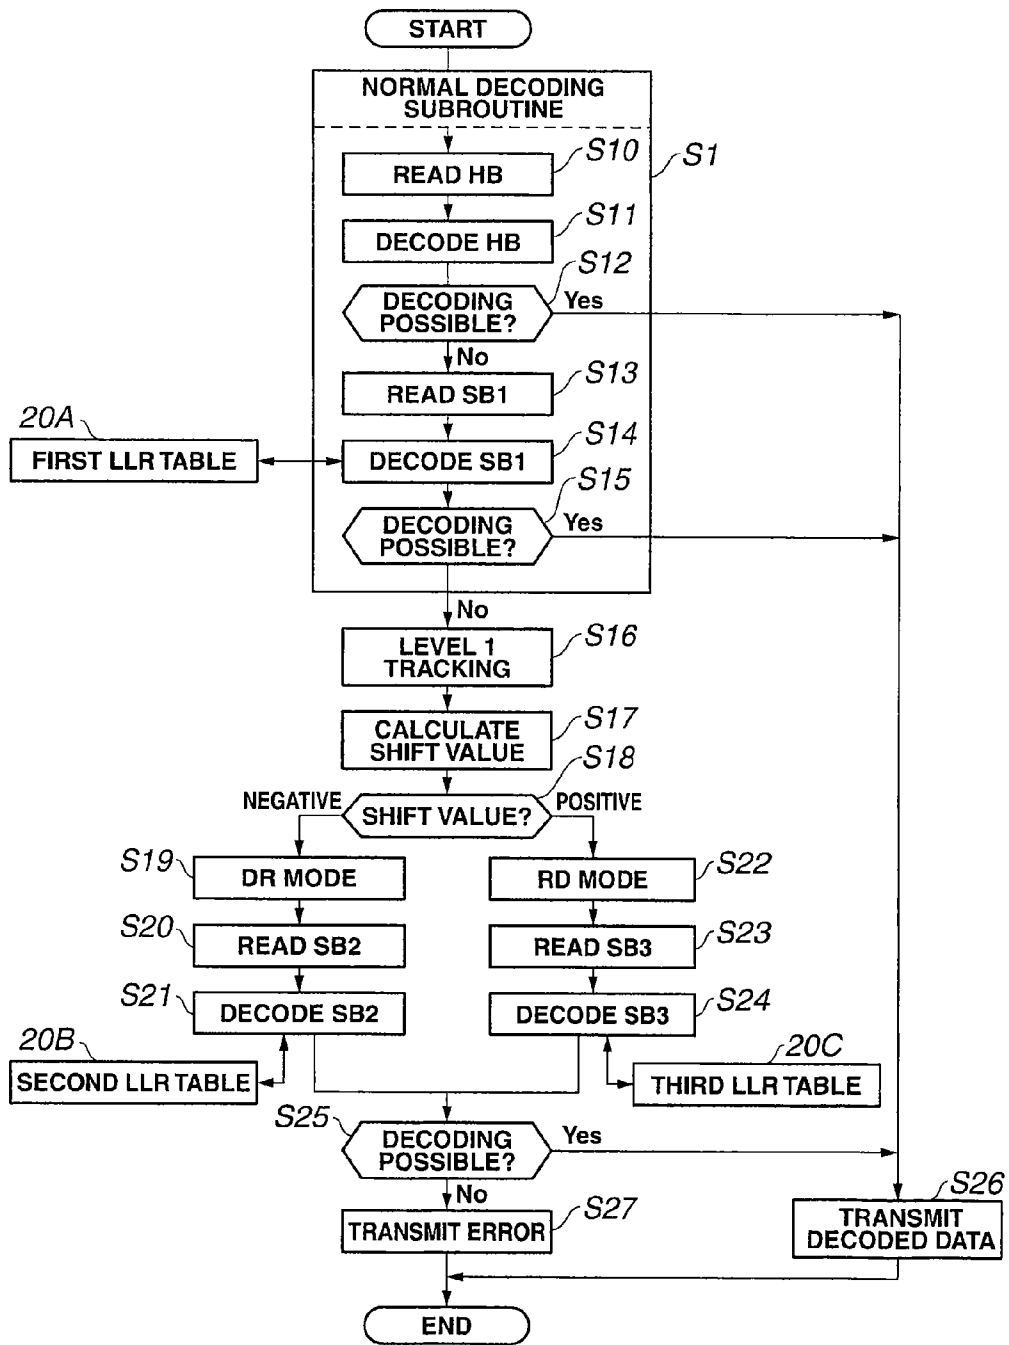 START
NORMAL DECODING
SUBROUTINE
S10
S1
READ HB
S11
DECODE HB
S12
DECODING
POSSIBLE?
Yes
No
S13
READ SB1
20A
S14
FIRST LLR TABLE
DECODE SB1
S15
DECODING
POSSIBLE?
Yes
No
S16
LEVEL 1
TRACKING
S17
CALCULATE
SHIFT VALUE
S18
NEGATIVE
SHIFT VALUE?
POSITIVE
S19
DR MODE
RD MODE
S22
S20
READ SB2
READ SB3
S23
S21
DECODE SB2
DECODE SB3
S24
20B
SECOND LLR TABLE
20C
THIRD LLR TABLE
S25
DECODING
POSSIBLE?
Yes
No
S26
TRANSMIT
DECODED DATA
S27
TRANSMIT ERROR
END